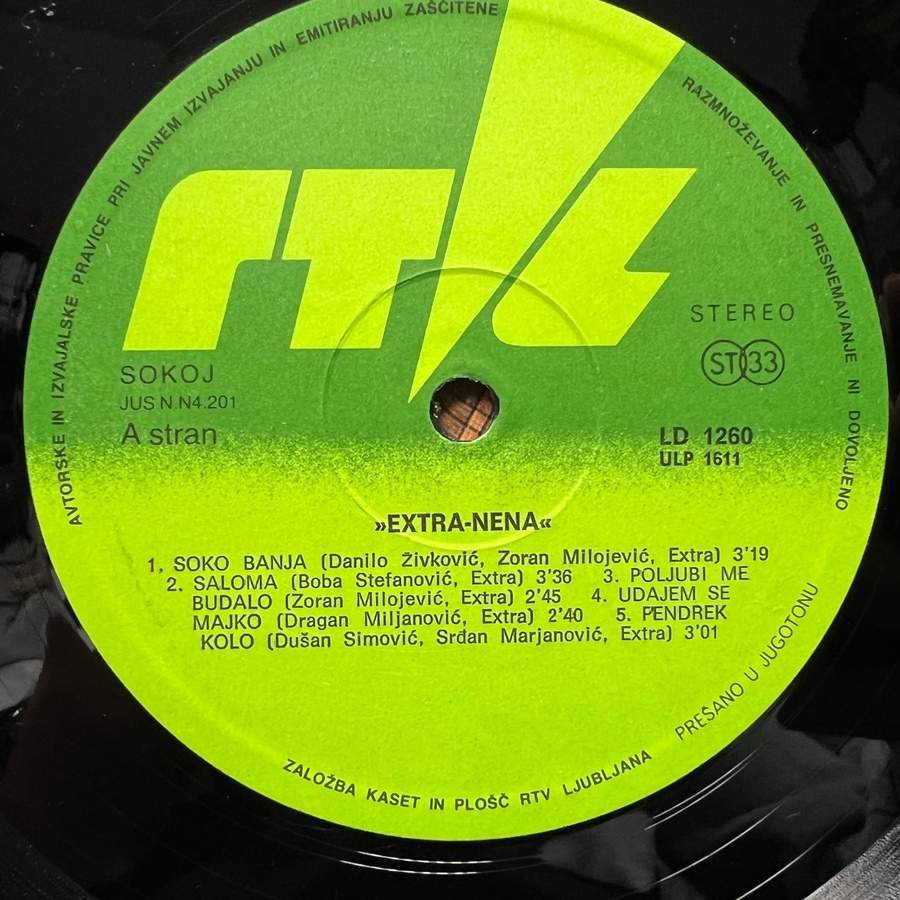 AVTORSKE IN IZVAJALSKE PRAVICE PRI JAVNEM IZVAJANJU IN EMITIRANJU ZAŠČITENE
RAZMNOŽEVANJE IN PRESNEMAVANJE NI DOVOLJENO
rtl
STEREO
SOKOJ
ST 33
JUS N.N4.201
A stran
LD 1260
ULP 1611
»EXTRA-NENA«
1. SOKO BANJA (Danilo Živković, Zoran Milojević, Extra) 3'19
2. SALOMA (Boba Stefanović, Extra) 3'36 3. POLJUBI ME
BUDALO (Zoran Milojević, Extra) 2'45 4. UDAJEM SE
MAJKO (Dragan Miljanović, Extra) 2'40 5. PENDREK
KOLO (Dušan Simović, Srđan Marjanović, Extra) 3'01
ZALOŽBA KASET IN PLOŠČ RTV LJUBLJANA
PREŠANO U JUGOTONU